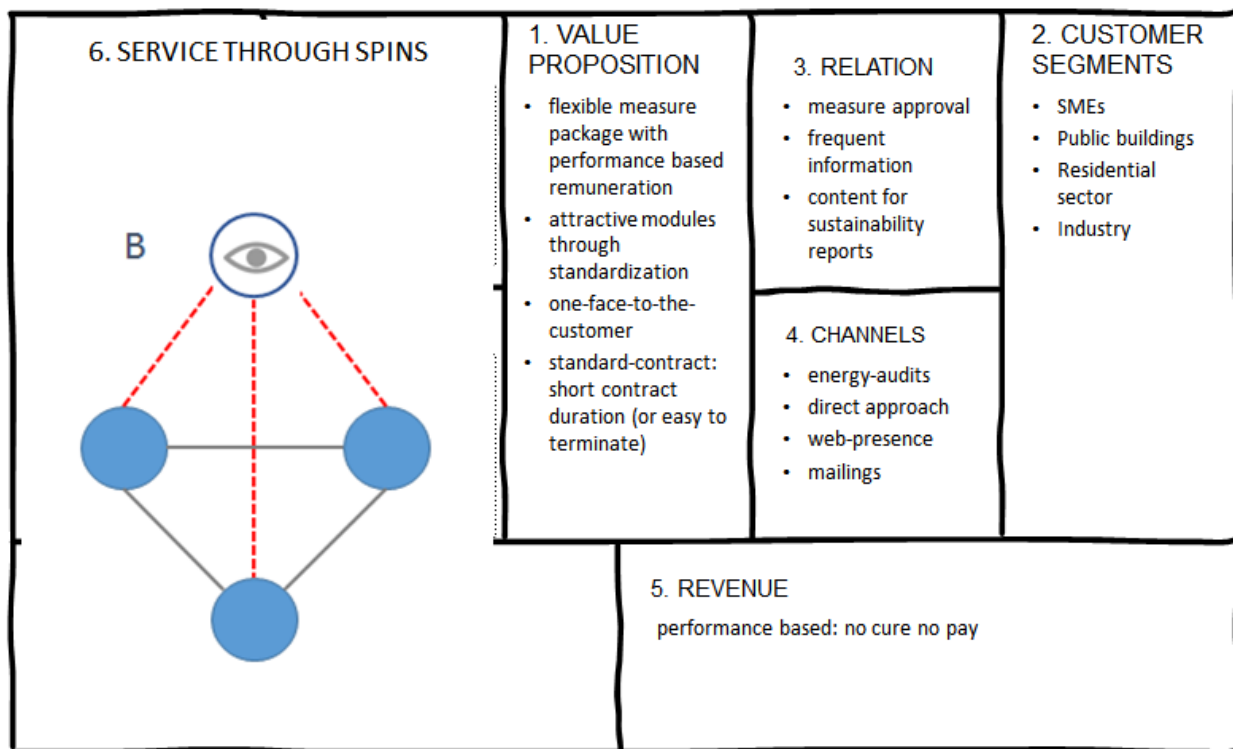 6. SERVICE THROUGH SPINS
B
1. VALUE
PROPOSITION
• flexible measure
package with
performance based
remuneration
• attractive modules
through
standardization
• one-face-to-the-
customer
• standard-contract:
short contract
duration (or easy to
terminate)
3. RELATION
• measure approval
• frequent
information
• content for
sustainability
reports
4. CHANNELS
• energy-audits
• direct approach
• web-presence
• mailings
2. CUSTOMER
SEGMENTS
• SMEs
• Public buildings
• Residential
sector
• Industry
5. REVENUE
performance based: no cure no pay